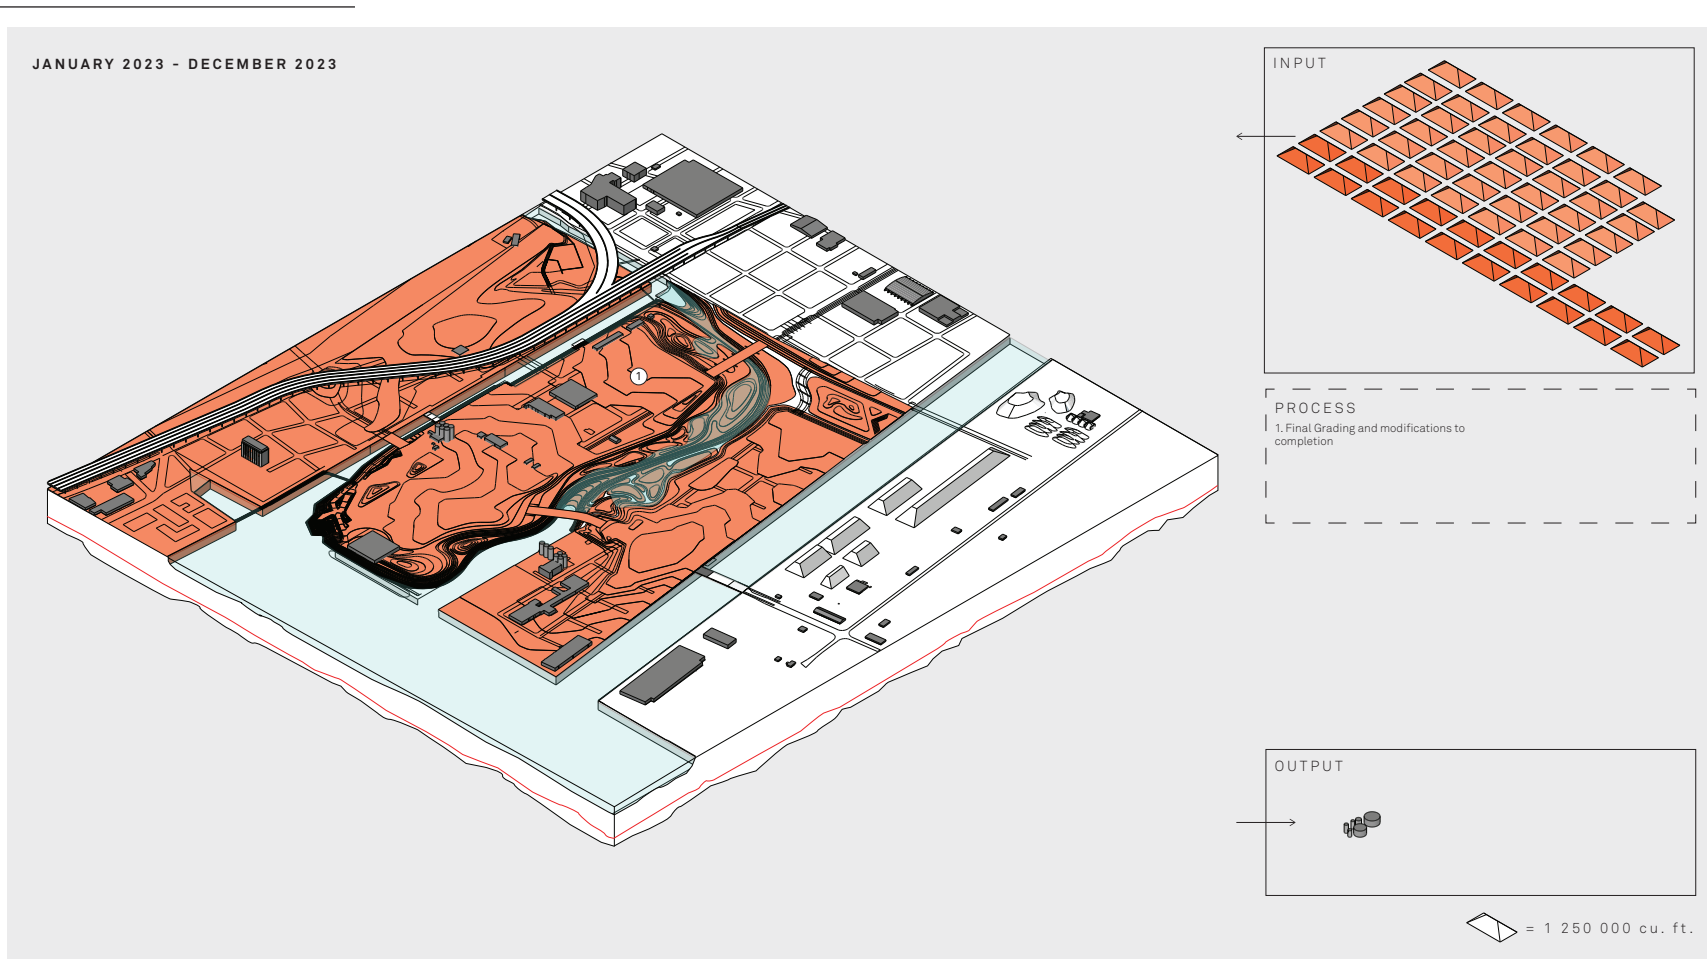 JANUARY 2023 - DECEMBER 2023
INPUT
1
PROCESS
1. Final Grading and modifications to
completion
OUTPUT
= 1 250 000 cu. ft.